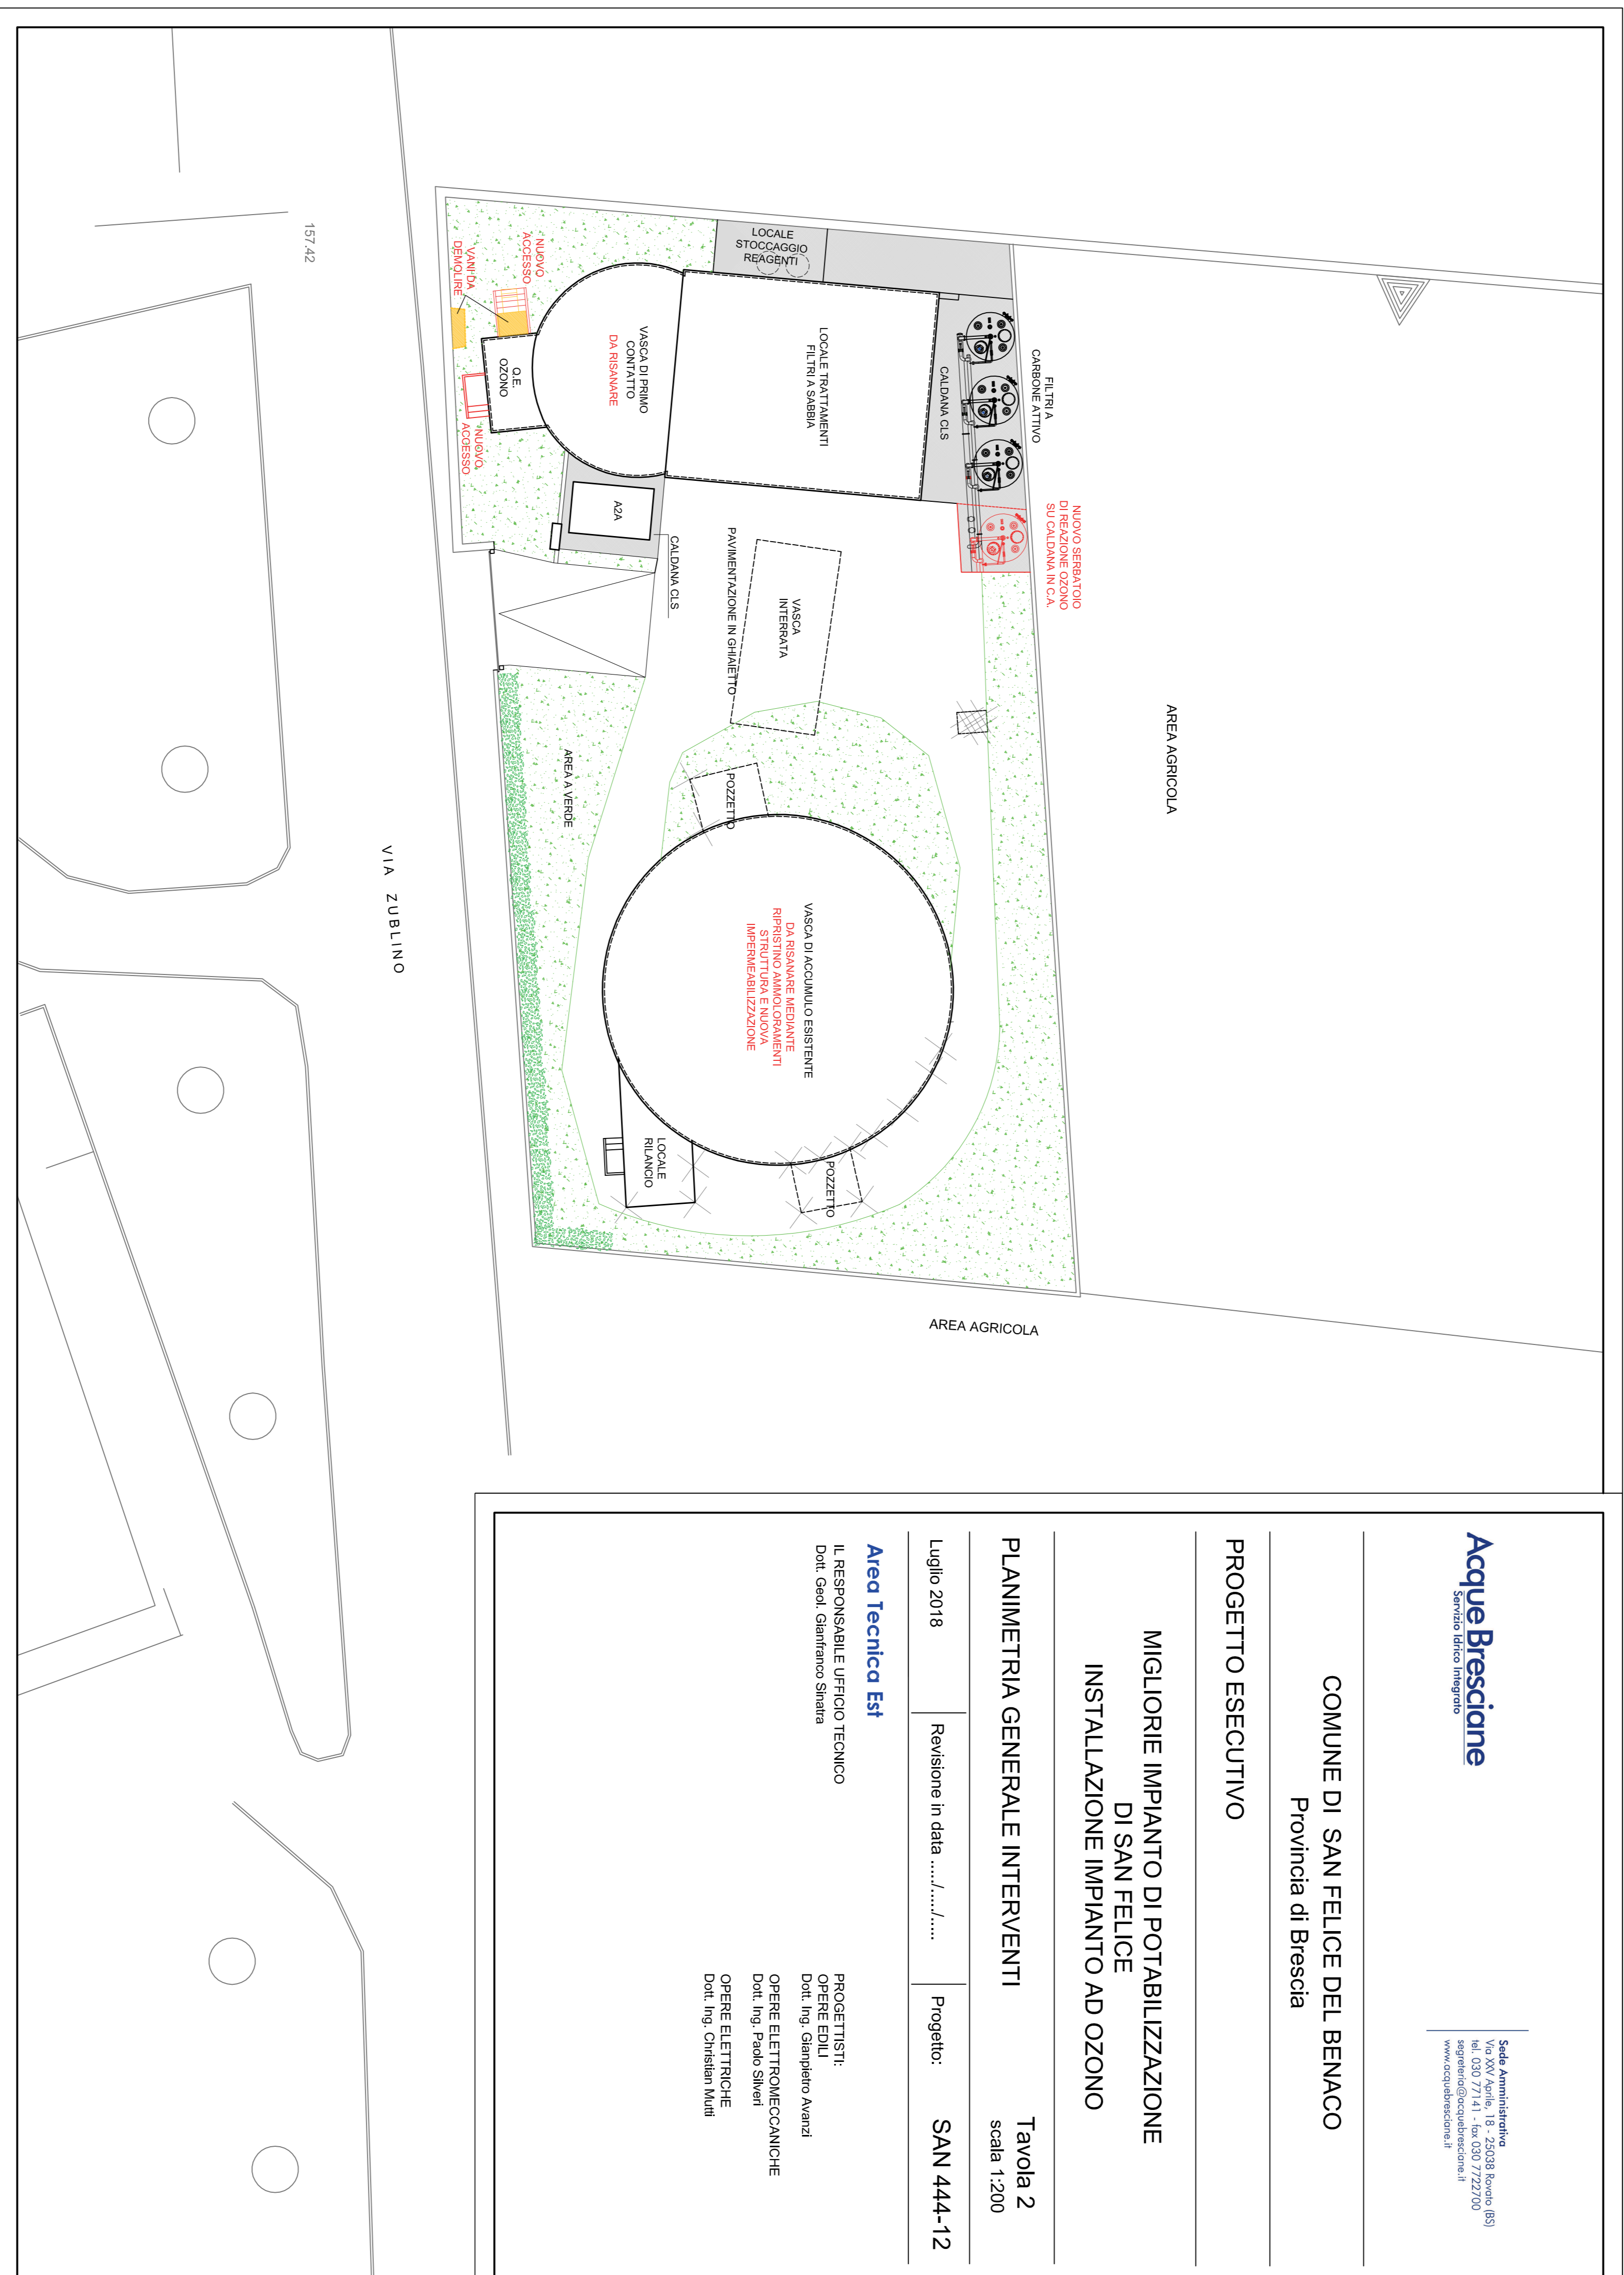 Acque Bresciane
Servizio Idrico Integrato
Sede Amministrativa
Via XXV Aprile, 18 - 25038 Rovato (BS)
tel. 030 77141 - fax 030 7722700
segreteria@acquebresciane.it
www.acquebresciane.it
COMUNE DI SAN FELICE DEL BENACO
Provincia di Brescia
PROGETTO ESECUTIVO
MIGLIORIE IMPIANTO DI POTABILIZZAZIONE
DI SAN FELICE
INSTALLAZIONE IMPIANTO AD OZONO
PLANIMETRIA GENERALE INTERVENTI
Tavola 2
scala 1:200
Luglio 2018
Revisione in data ...../...../.....
Progetto:
SAN 444-12
Area Tecnica Est
IL RESPONSABILE UFFICIO TECNICO
Dott. Geol. Gianfranco Sinatra
PROGETTISTI:
OPERE EDILI
Dott. Ing. Gianpietro Avanzi
OPERE ELETTROMECCANICHE
Dott. Ing. Paolo Silveri
OPERE ELETTRICHE
Dott. Ing. Christian Mutti
AREA AGRICOLA
AREA AGRICOLA
FILTRI A
CARBONE ATTIVO
NUOVO SERBATOIO
DI REAZIONE OZONO
SU CALDANA IN C.A.
CALDANA CLS
LOCALE
STOCCAGGIO
REAGENTI
LOCALE TRATTAMENTI
FILTRI A SABBIA
VASCA DI PRIMO
CONTATTO
DA RISANARE
VASCA
INTERRATA
PAVIMENTAZIONE IN GHIAIETTO
CALDANA CLS
A2A
Q.E.
OZONO
NUOVO
ACCESSO
VANI DA
DEMOLIRE
NUOVO
ACCESSO
POZZETTO
VASCA DI ACCUMULO ESISTENTE
DA RISANARE MEDIANTE
RIPRISTINO AMMOLORAMENTI
STRUTTURA E NUOVA
IMPERMEABILIZZAZIONE
POZZETTO
LOCALE
RILANCIO
AREA A VERDE
VIA ZUBLINO
157.42